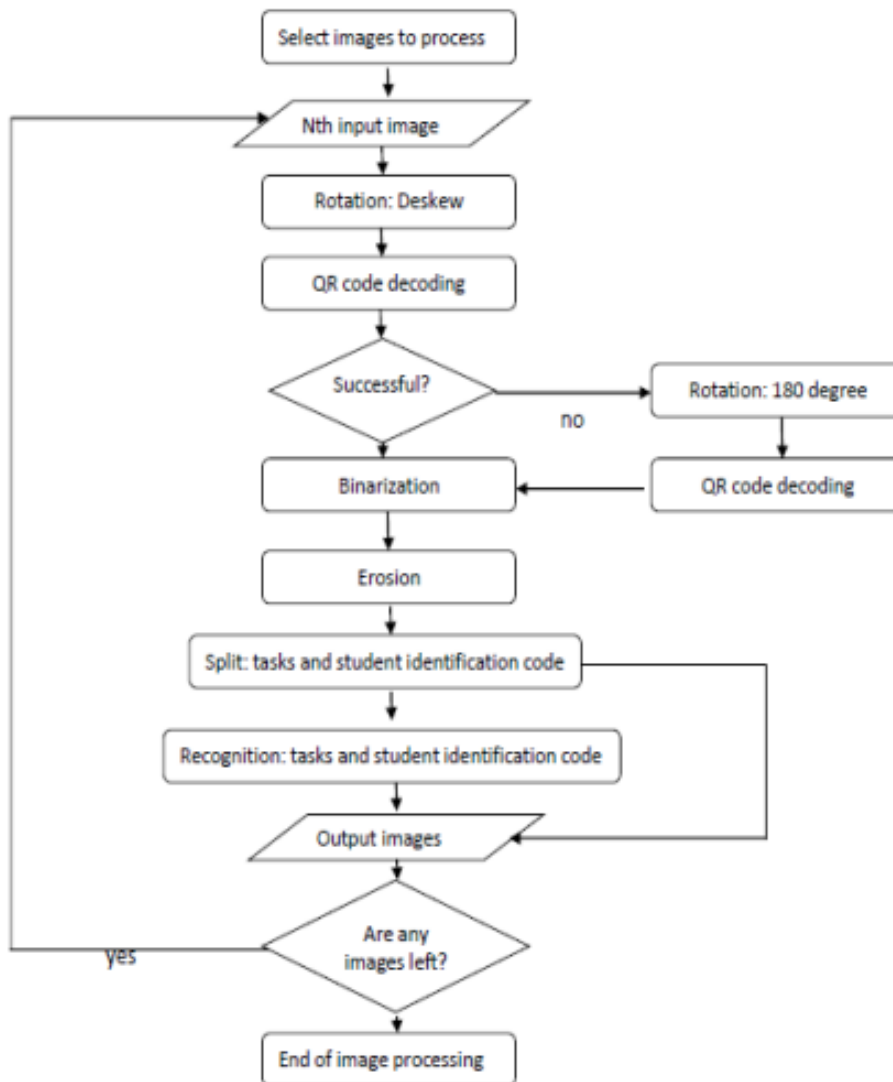 Select images to process
Nth input image
Rotation: Deskew
QR code decoding
Successful?
no
Rotation: 180 degree
Binarization
QR code decoding
Erosion
Split: tasks and student identification code
Recognition: tasks and student identification code
Output images
Are any
images left?
yes
End of image processing